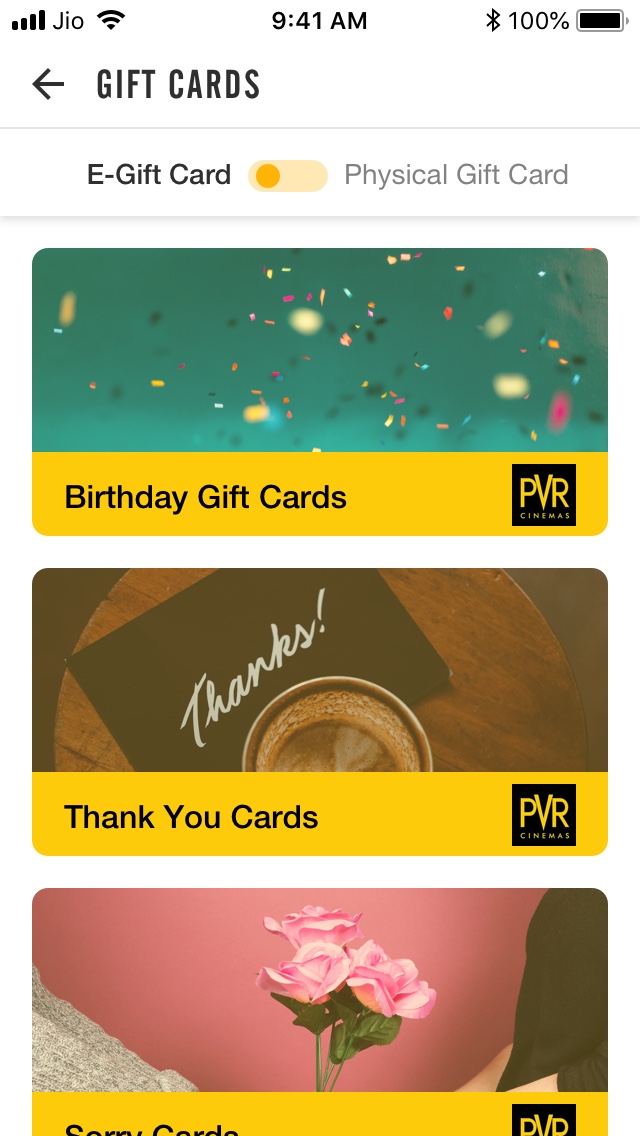 Jio 9:41 AM 100%
GIFT CARDS
E-Gift Card Physical Gift Card
Birthday Gift Cards
PVR
CINEMAS
Thanks!
Thank You Cards
PVR
CINEMAS
Sorry Cards
PVR